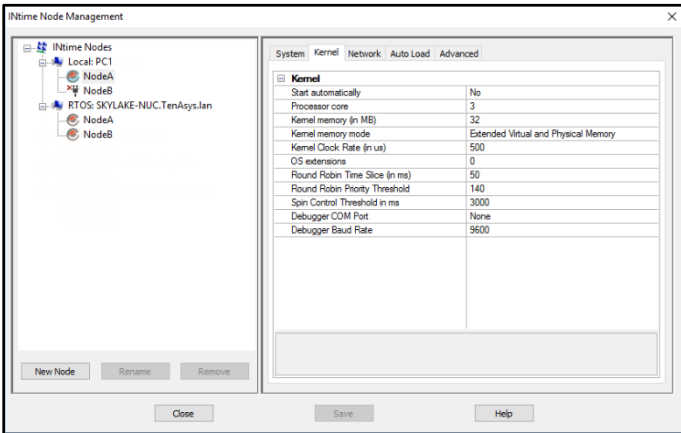 INtime Node Management
INtime Nodes
Local: PC1
NodeA
NodeB
RTOS: SKYLAKE-NUC.TenAsys.lan
NodeA
NodeB
New Node Rename Remove
System Kernel Network Auto Load Advanced
Kernel
Start automatically No
Processor core 3
Kernel memory (in MB) 32
Kernel memory mode Extended Virtual and Physical Memory
Kernel Clock Rate (in us) 500
OS extensions 0
Round Robin Time Slice (in ms) 50
Round Robin Priority Threshold 140
Spin Control Threshold in ms 3000
Debugger COM Port None
Debugger Baud Rate 9600
Close Save Help